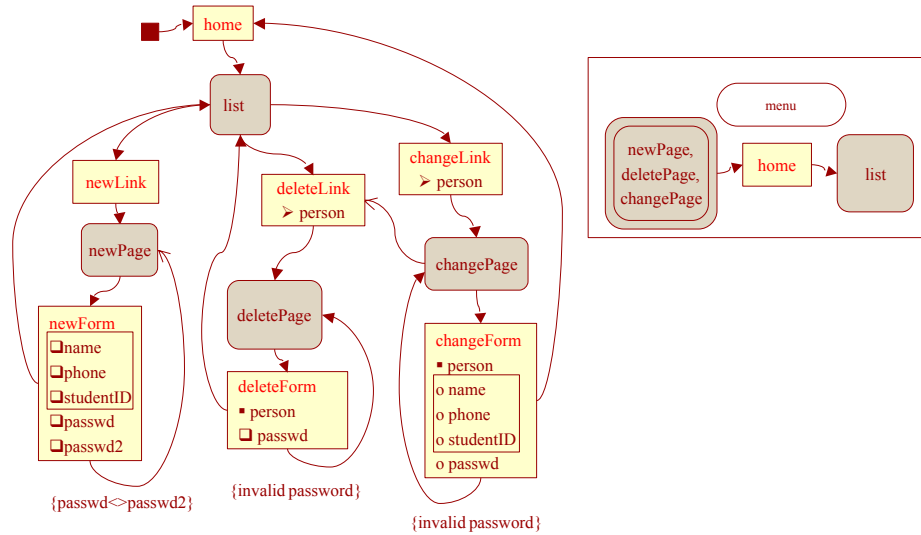 home
list
newLink
deleteLink
➢ person
changeLink
➢ person
newPage
deletePage
changePage
newForm
❑name
❑phone
❑studentID
❑passwd
❑passwd2
{passwd<>passwd2}
deleteForm
▪ person
❑ passwd
{invalid password}
changeForm
▪ person
o name
o phone
o studentID
o passwd
{invalid password}
menu
newPage,
deletePage,
changePage
home
list